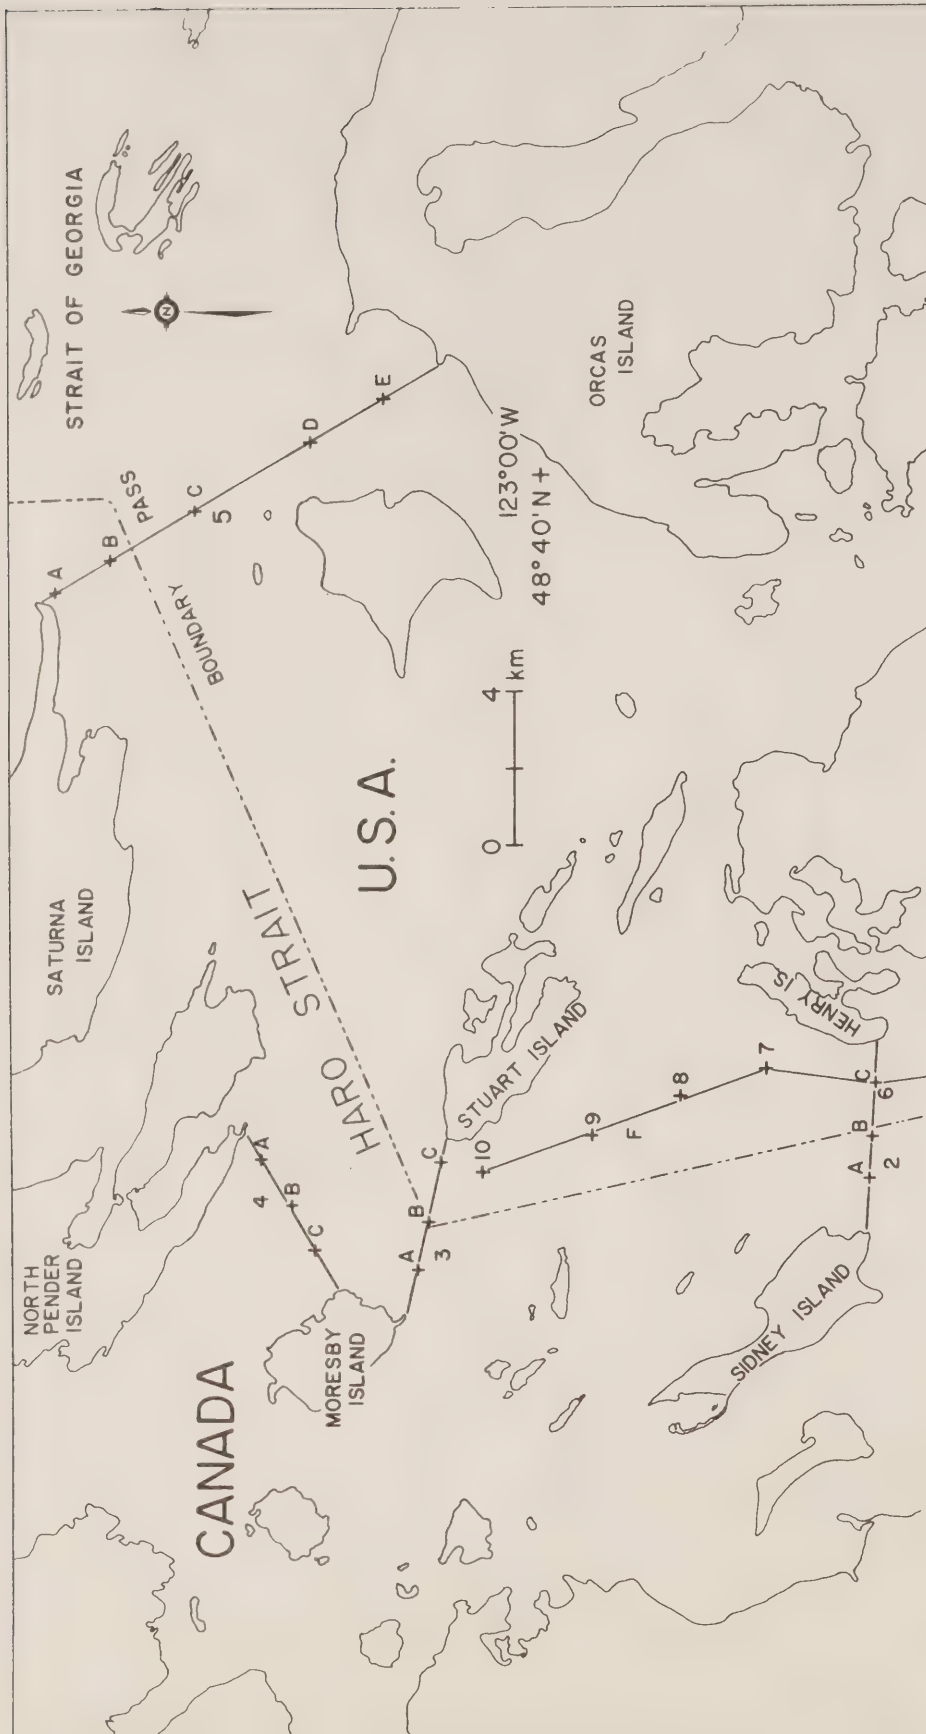 STRAIT OF GEORGIA
N
A
B
C
5
D
E
PASS
BOUNDARY
SATURNA
ISLAND
NORTH
PENDER
ISLAND
CANADA
4
A
B
C
MORESBY
ISLAND
HARO STRAIT
U.S.A.
A
3
B
C
STUART ISLAND
0
4
km
123°00'W
48°40'N +
ORCAS
ISLAND
10
9
F
8
7
HENRY IS
SIDNEY ISLAND
A
2
B
C
6